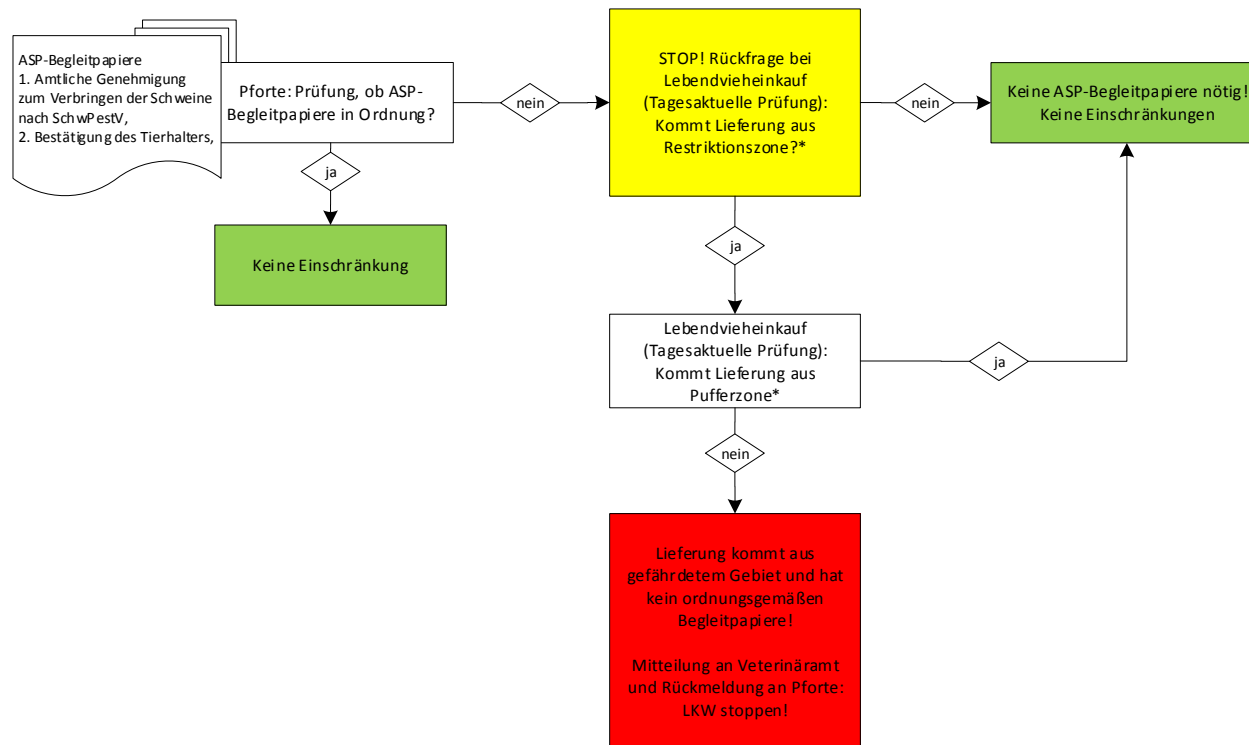 ASP-Begleitpapiere
1. Amtliche Genehmigung
zum Verbringen der Schweine
nach SchwPestV,
2. Bestätigung des Tierhalters,
Pforte: Prüfung, ob ASP-
Begleitpapiere in Ordnung?
nein
STOP! Rückfrage bei
Lebendvieheinkauf
(Tagesaktuelle Prüfung):
Kommt Lieferung aus
Restriktionszone?*
nein
Keine ASP-Begleitpapiere nötig!
Keine Einschränkungen
ja
Keine Einschränkung
ja
Lebendvieheinkauf
(Tagesaktuelle Prüfung):
Kommt Lieferung aus
Pufferzone*
ja
nein
Lieferung kommt aus
gefährdetem Gebiet und hat
kein ordnungsgemäßen
Begleitpapiere!
Mitteilung an Veterinäramt
und Rückmeldung an Pforte:
LKW stoppen!